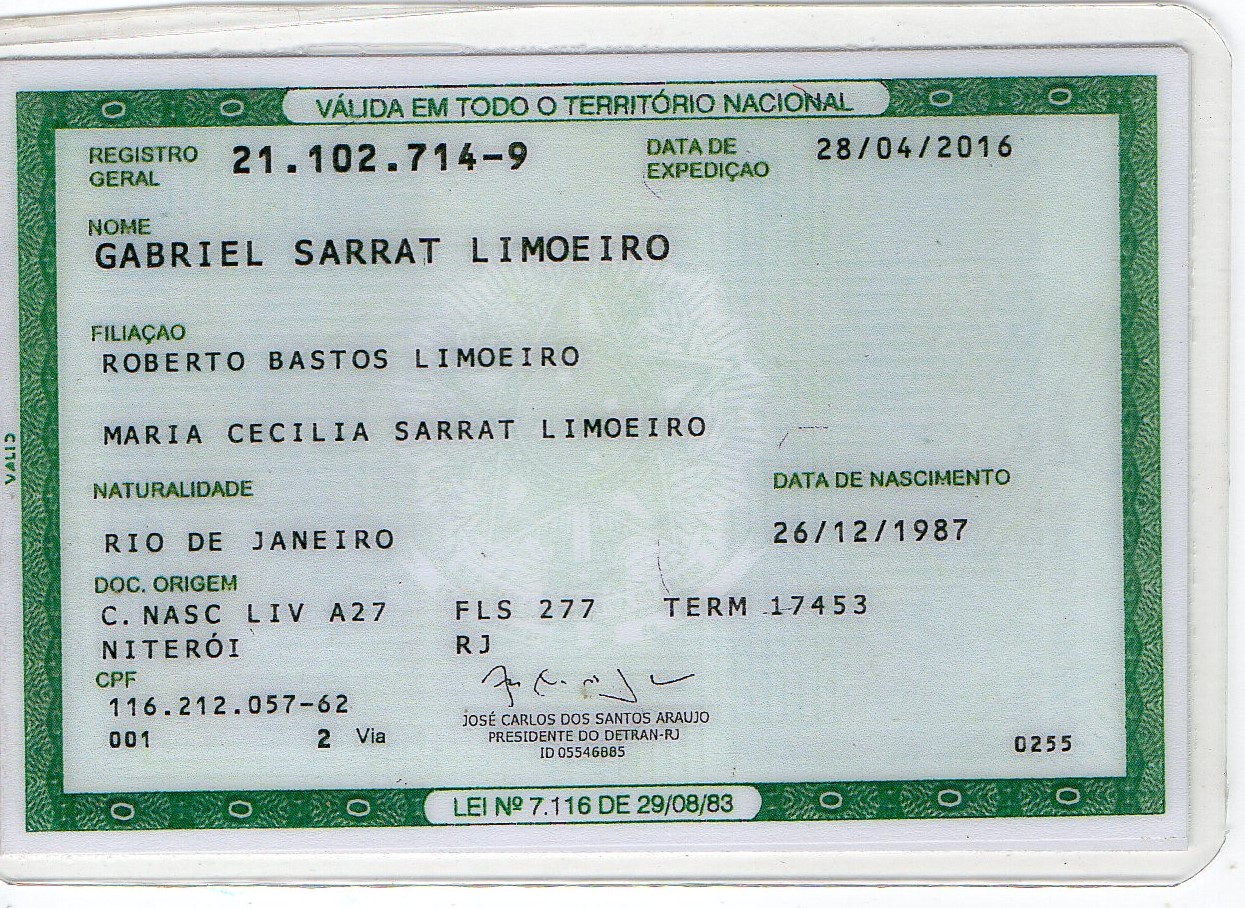 VÁLIDA EM TODO O TERRITÓRIO NACIONAL
REGISTRO GERAL 21.102.714-9 DATA DE EXPEDIÇAO 28/04/2016
NOME
GABRIEL SARRAT LIMOEIRO
FILIAÇAO
ROBERTO BASTOS LIMOEIRO
MARIA CECILIA SARRAT LIMOEIRO
NATURALIDADE DATA DE NASCIMENTO
RIO DE JANEIRO 26/12/1987
DOC. ORIGEM
C.NASC LIV A27 FLS 277 TERM 17453
NITERÓI RJ
CPF
116.212.057-62
001 2 Via
JOSÉ CARLOS DOS SANTOS ARAUJO
PRESIDENTE DO DETRAN-RJ
ID 05546885
0255
LEI Nº 7.116 DE 29/08/83
VALID